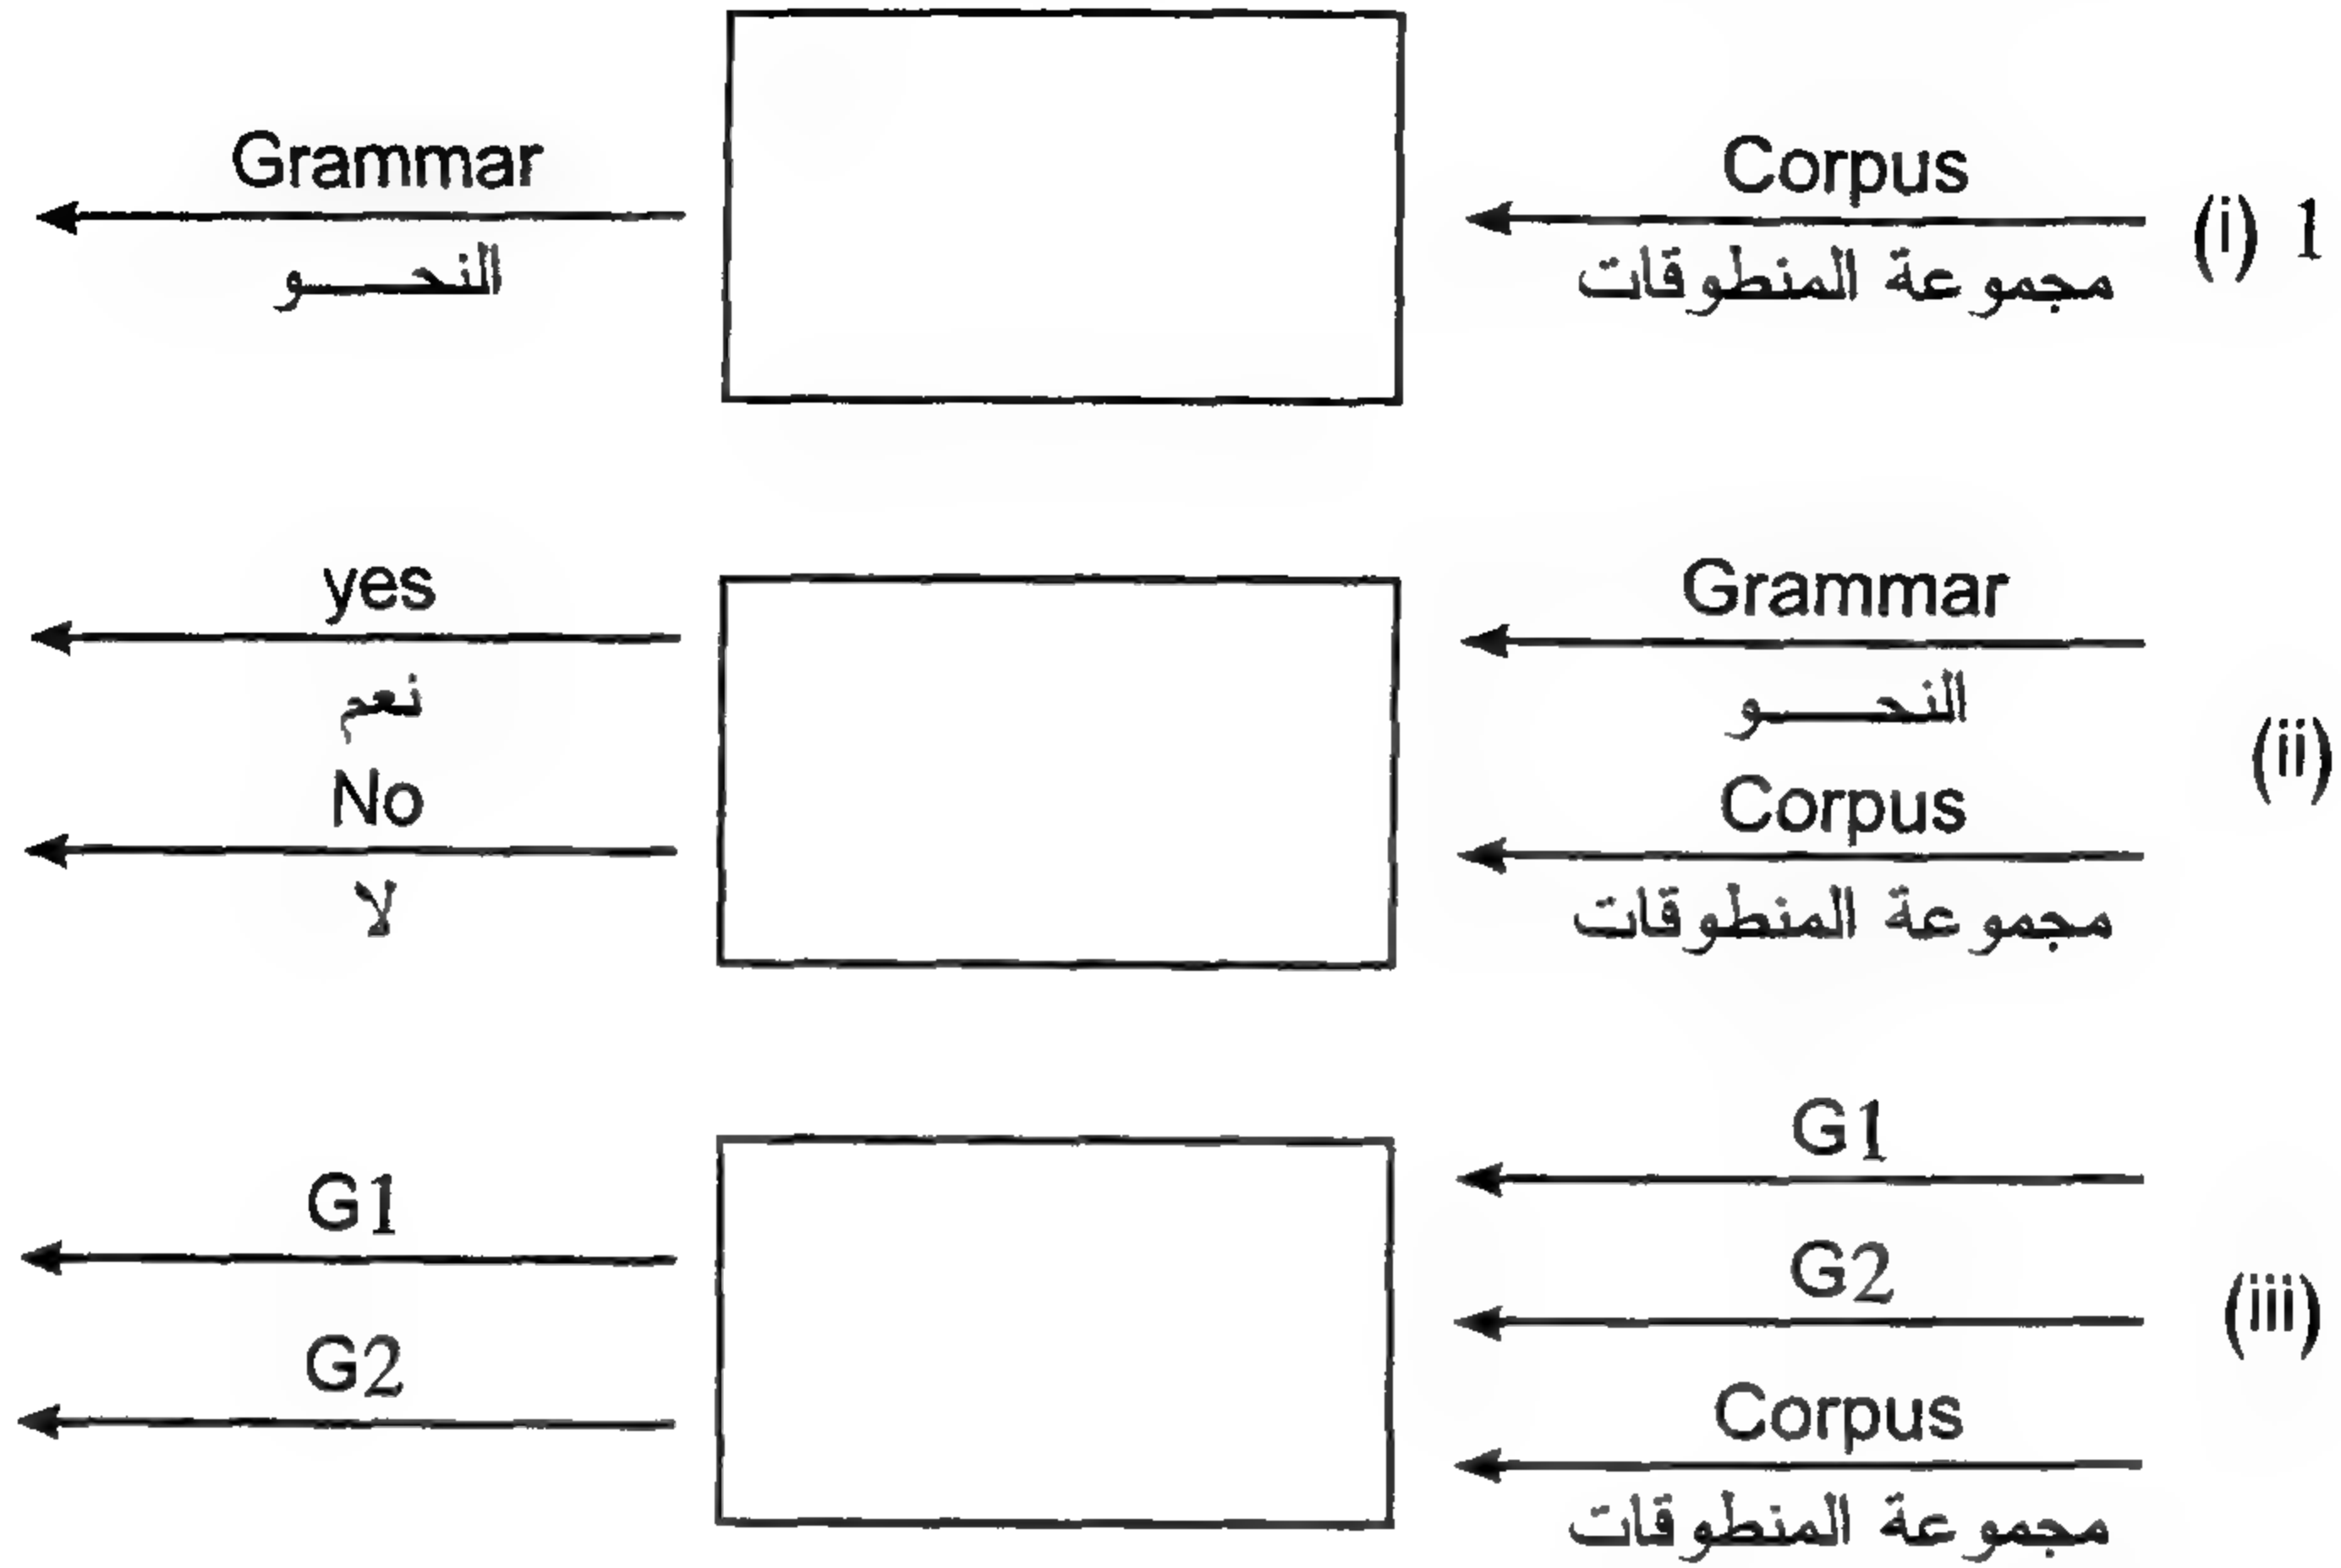 1 (i)
Corpus
مجموعة المنطوقات
Grammar
النحـــو
(ii)
Grammar
النحـــو
Corpus
مجموعة المنطوقات
yes
نعم
No
لا
(iii)
G1
G2
Corpus
مجموعة المنطوقات
G1
G2